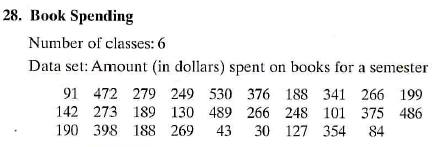 28. Book Spending
Number of classes: 6
Data set: Amount (in dollars) spent on books for a semester
91 472 279 249 530 376 188 341 266 199
142 273 189 130 489 266 248 101 375 486
190 398 188 269 43 30 127 354 84